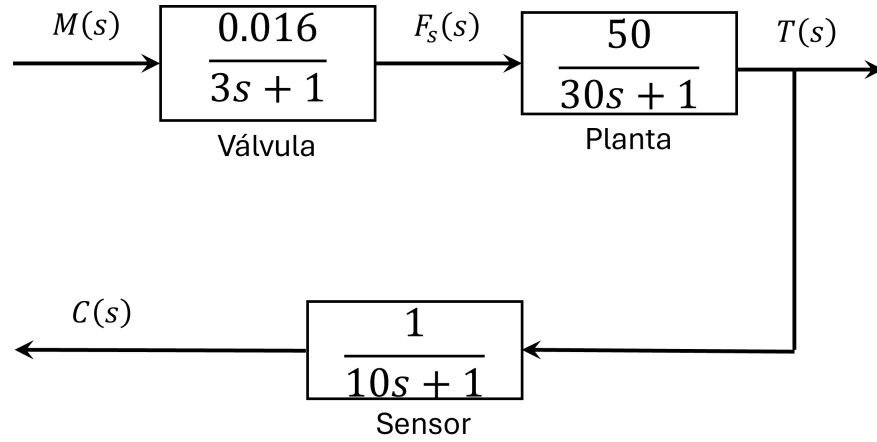 M(s)
0.016
3s + 1
Válvula
F_s(s)
50
30s + 1
Planta
T(s)
C(s)
1
10s + 1
Sensor